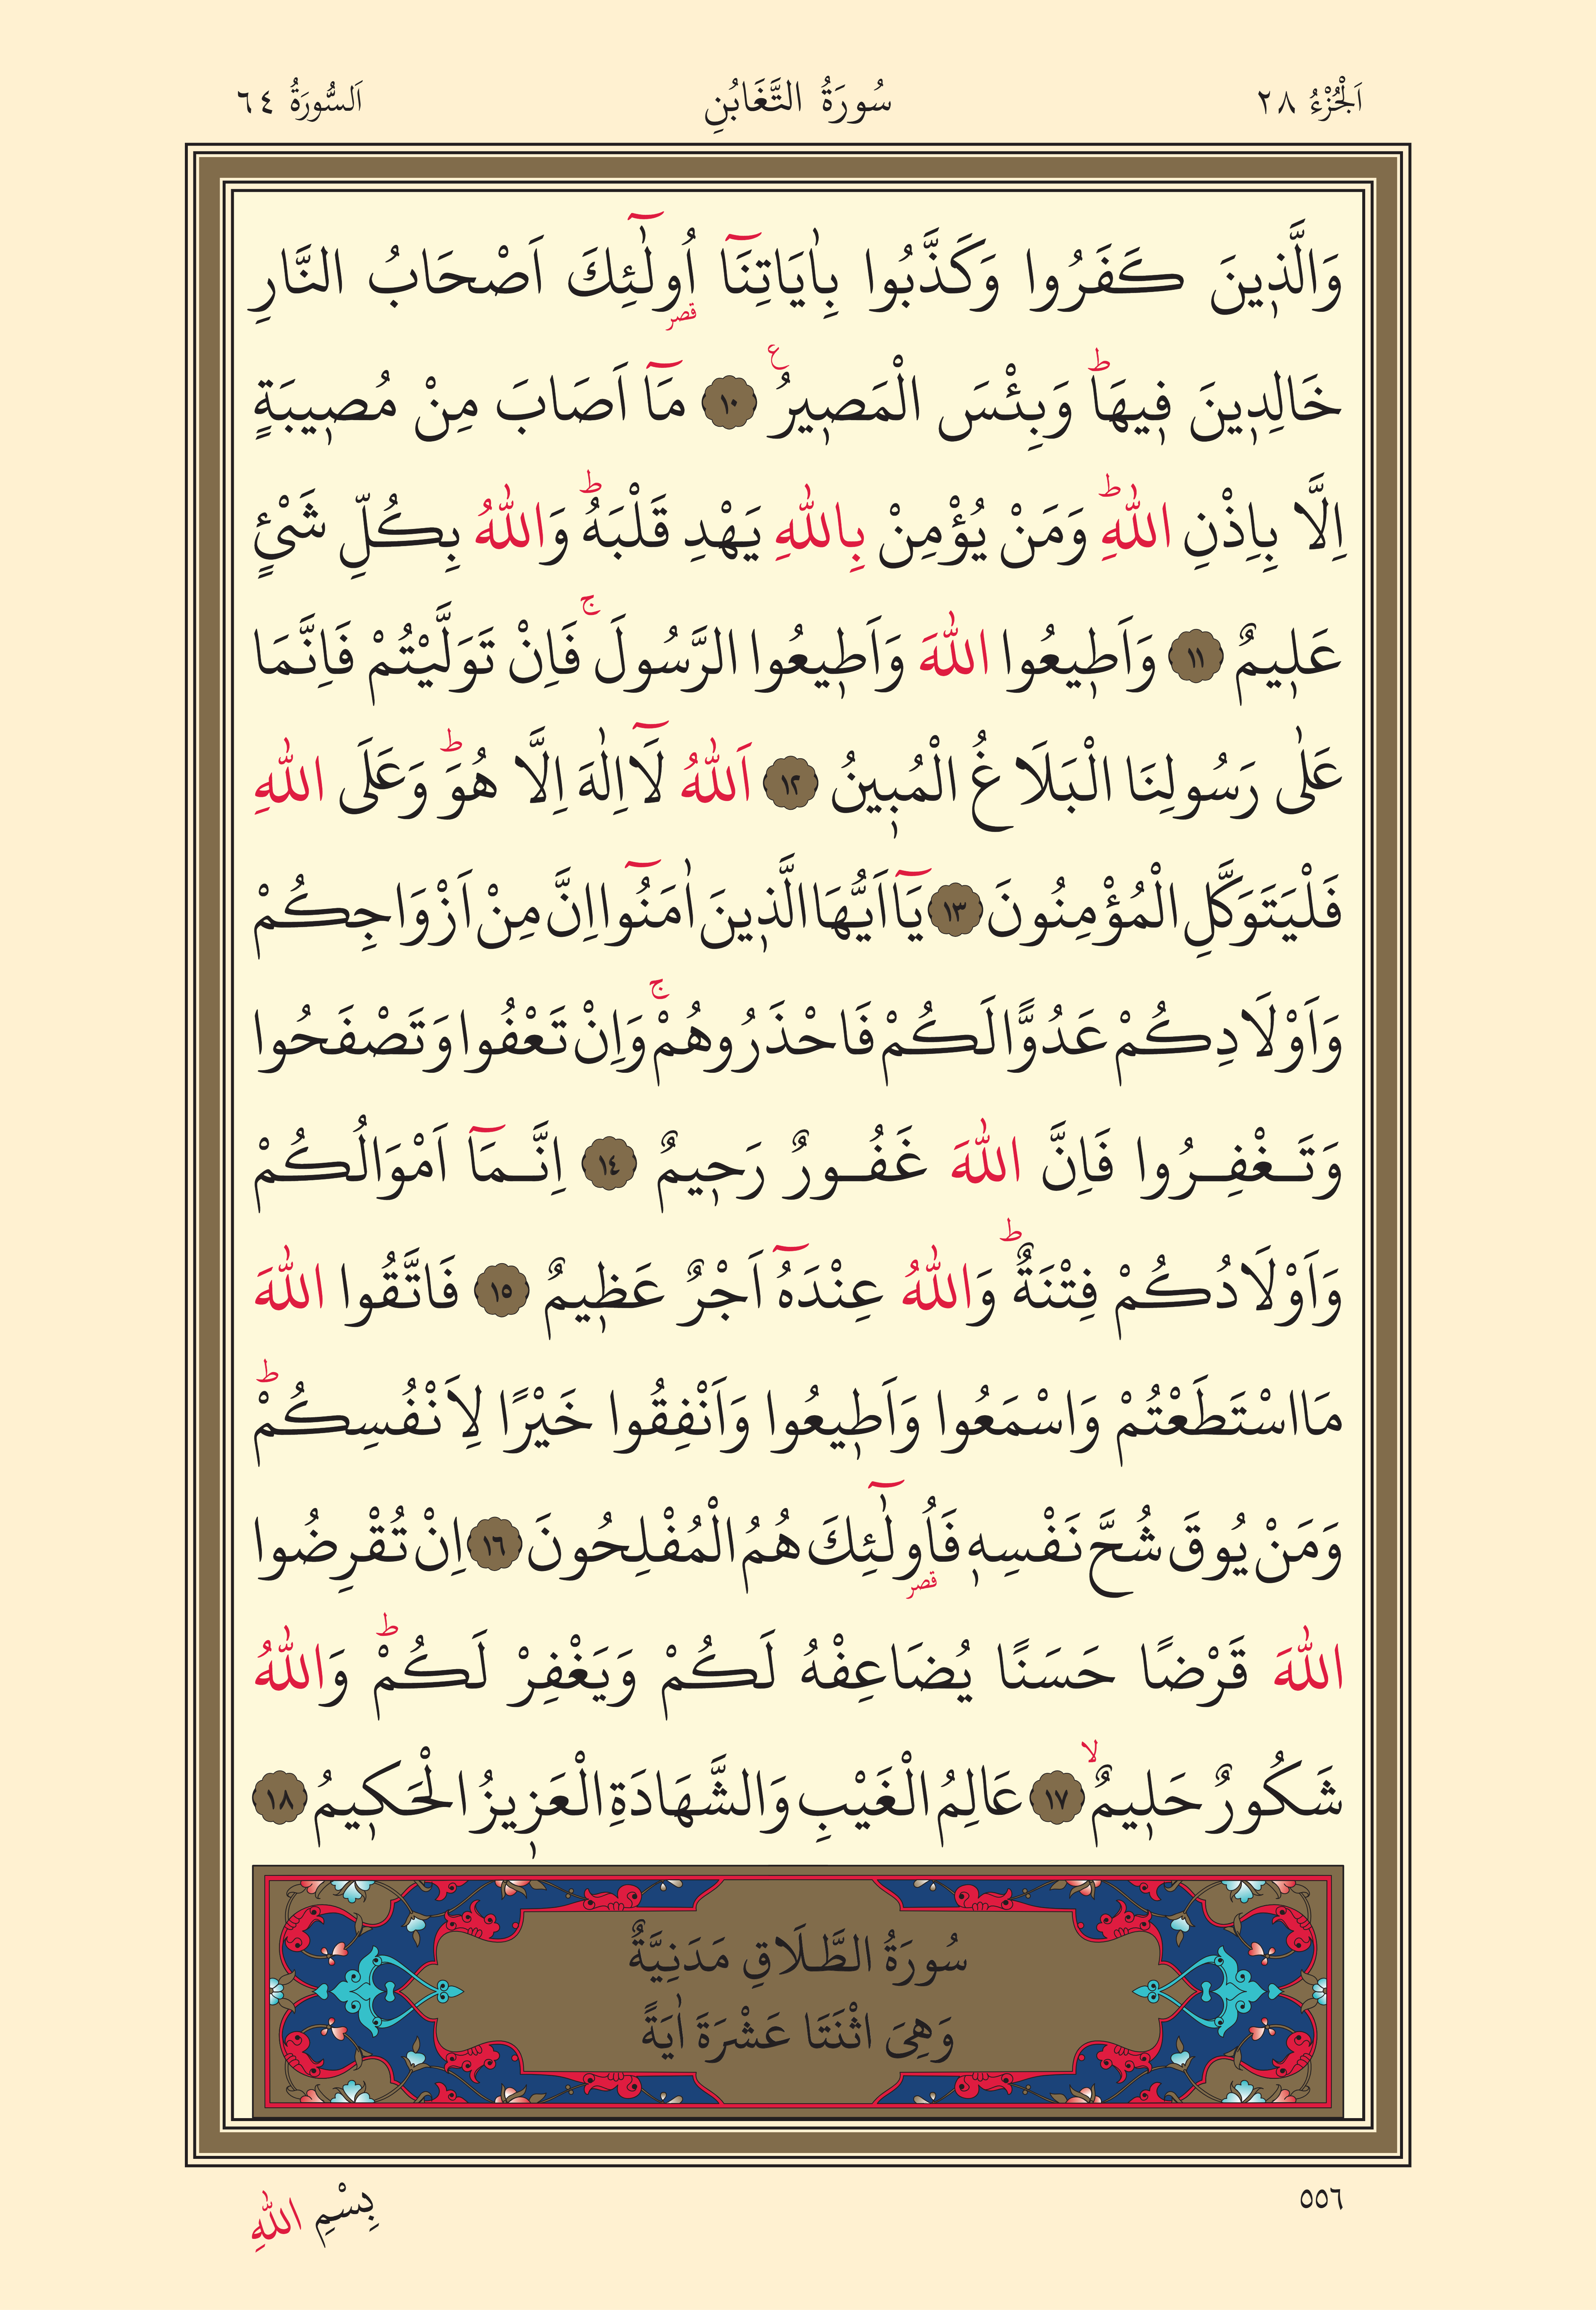 اَلْجُزْءُ ٢٨ سُورَةُ التَّغَابُنِ اَلسُّورَةُ ٦٤
وَالَّذ۪ينَ كَفَرُوا وَكَذَّبُوا بِاٰيَاتِنَٓا اُو۬لٰٓئِكَ اَصْحَابُ النَّارِ
قصر
خَالِد۪ينَ ف۪يهَاۜ وَبِئْسَ الْمَص۪يرُ۟ ﴿١٠﴾ مَٓا اَصَابَ مِنْ مُص۪يبَةٍ
اِلَّا بِاِذْنِ اللّٰهِۜ وَمَنْ يُؤْمِنْ بِاللّٰهِ يَهْدِ قَلْبَهُۜ وَاللّٰهُ بِكُلِّ شَيْءٍ
عَل۪يمٌ ﴿١١﴾ وَاَط۪يعُوا اللّٰهَ وَاَط۪يعُوا الرَّسُولَۚ فَاِنْ تَوَلَّيْتُمْ فَاِنَّمَا
عَلٰى رَسُولِنَا الْبَلَاغُ الْمُب۪ينُ ﴿١٢﴾ اَللّٰهُ لَٓا اِلٰهَ اِلَّا هُوَۜ وَعَلَى اللّٰهِ
فَلْيَتَوَكَّلِ الْمُؤْمِنُونَ ﴿١٣﴾ يَٓا اَيُّهَا الَّذ۪ينَ اٰمَنُٓوا اِنَّ مِنْ اَزْوَاجِكُمْ
وَاَوْلَادِكُمْ عَدُوًّا لَكُمْ فَاحْذَرُوهُمْۚ وَاِنْ تَعْفُوا وَتَصْفَحُوا
وَتَغْفِرُوا فَاِنَّ اللّٰهَ غَفُورٌ رَح۪يمٌ ﴿١٤﴾ اِنَّمَٓا اَمْوَالُكُمْ
وَاَوْلَادُكُمْ فِتْنَةٌۜ وَاللّٰهُ عِنْدَهُٓ اَجْرٌ عَظ۪يمٌ ﴿١٥﴾ فَاتَّقُوا اللّٰهَ
مَا اسْتَطَعْتُمْ وَاسْمَعُوا وَاَط۪يعُوا وَاَنْفِقُوا خَيْرًا لِاَنْفُسِكُمْۜ
وَمَنْ يُوقَ شُحَّ نَفْسِه۪ فَاُو۬لٰٓئِكَ هُمُ الْمُفْلِحُونَ ﴿١٦﴾ اِنْ تُقْرِضُوا
قصر
اللّٰهَ قَرْضًا حَسَنًا يُضَاعِفْهُ لَكُمْ وَيَغْفِرْ لَكُمْۜ وَاللّٰهُ
شَكُورٌ حَل۪يمٌۙ ﴿١٧﴾ عَالِمُ الْغَيْبِ وَالشَّهَادَةِ الْعَز۪يزُ الْحَك۪يمُ ﴿١٨﴾
سُورَةُ الطَّلَاقِ مَدَنِيَّةٌ
وَهِيَ اثْنَتَا عَشْرَةَ اٰيَةً
٥٥٦
بِسْمِ اللّٰهِ